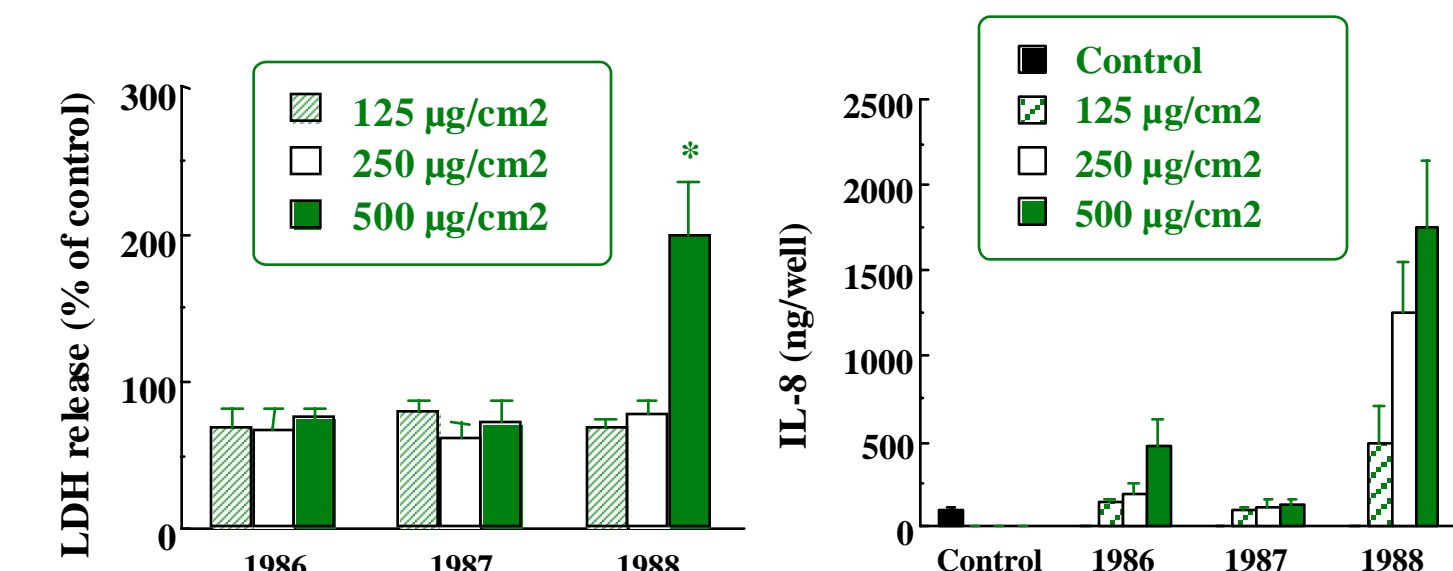 LDH release (% of control)
300
200
100
0
125 µg/cm2
250 µg/cm2
500 µg/cm2
*
1986
1987
1988
IL-8 (ng/well)
2500
2000
1500
1000
500
0
Control
125 µg/cm2
250 µg/cm2
500 µg/cm2
Control
1986
1987
1988